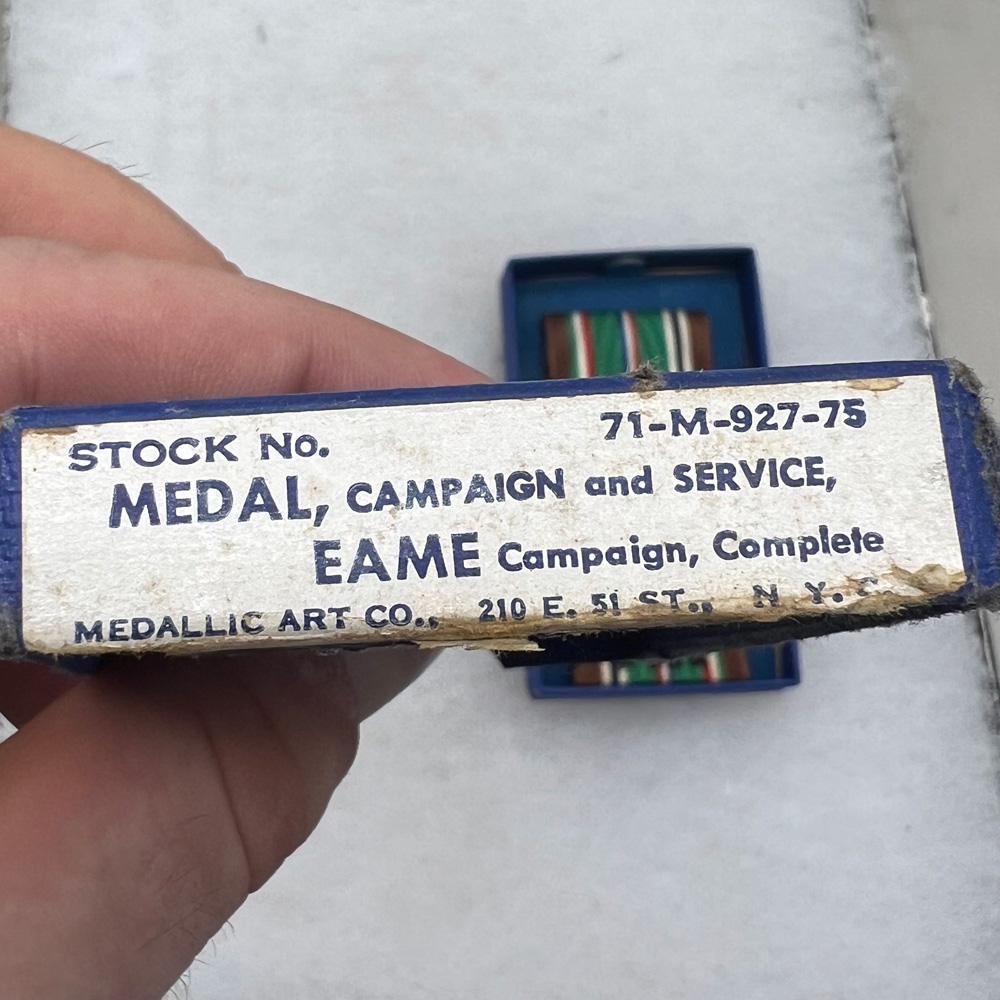 STOCK No. 71-M-927-75
MEDAL, CAMPAIGN and SERVICE,
EAME Campaign, Complete
MEDALLIC ART CO., 210 E. 51 ST., N. Y.